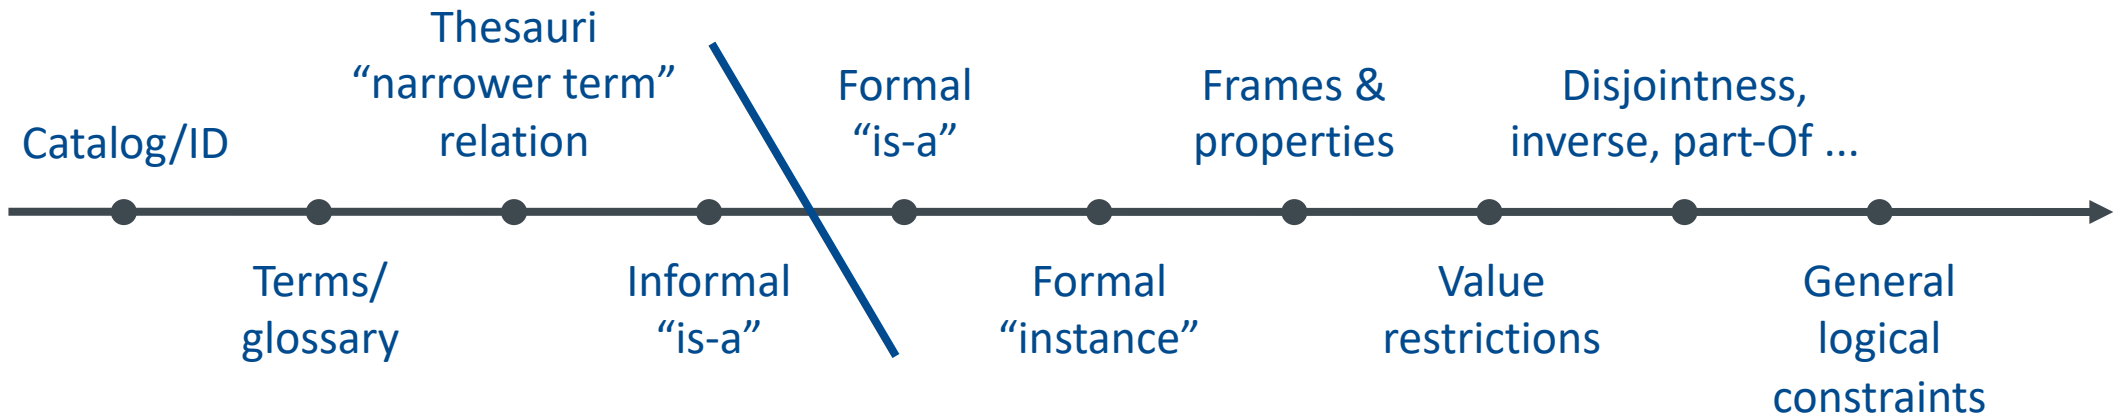 Catalog/ID
Terms/
glossary
Thesauri
“narrower term”
relation
Informal
“is-a”
Formal
“is-a”
Formal
“instance”
Frames &
properties
Value
restrictions
Disjointness,
inverse, part-Of ...
General
logical
constraints